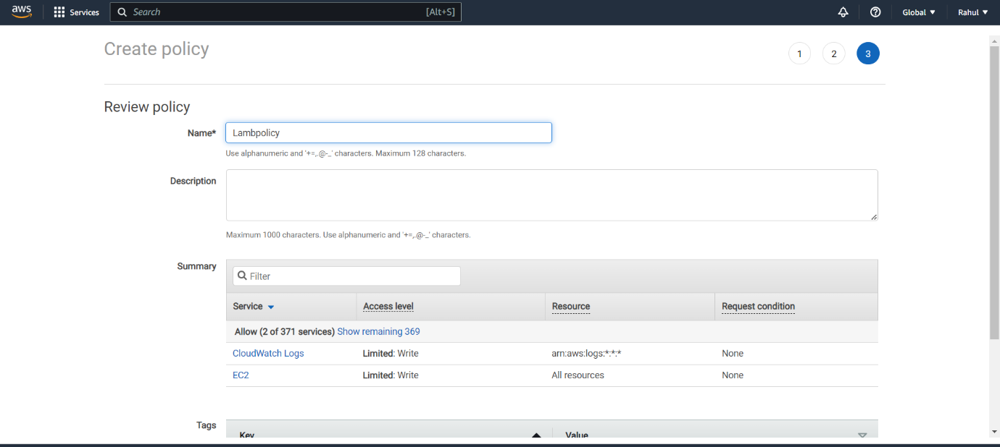 aws Services Search [Alt+S] Global Rahul
Create policy
1 2 3
Review policy
Name* Lambpolicy
Use alphanumeric and '+=,.@-_' characters. Maximum 128 characters.
Description
Maximum 1000 characters. Use alphanumeric and '+=,.@-_' characters.
Summary
Filter
Service Access level Resource Request condition
Allow (2 of 371 services) Show remaining 369
CloudWatch Logs Limited: Write arn:aws:logs:*:*:* None
EC2 Limited: Write All resources None
Tags
Key Value